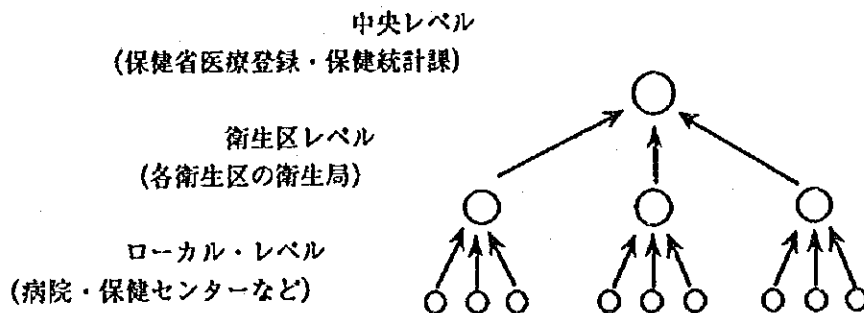 中央レベル
(保健省医療登録・保健統計課)
衛生区レベル
(各衛生区の衛生局)
ローカル・レベル
(病院・保健センターなど)